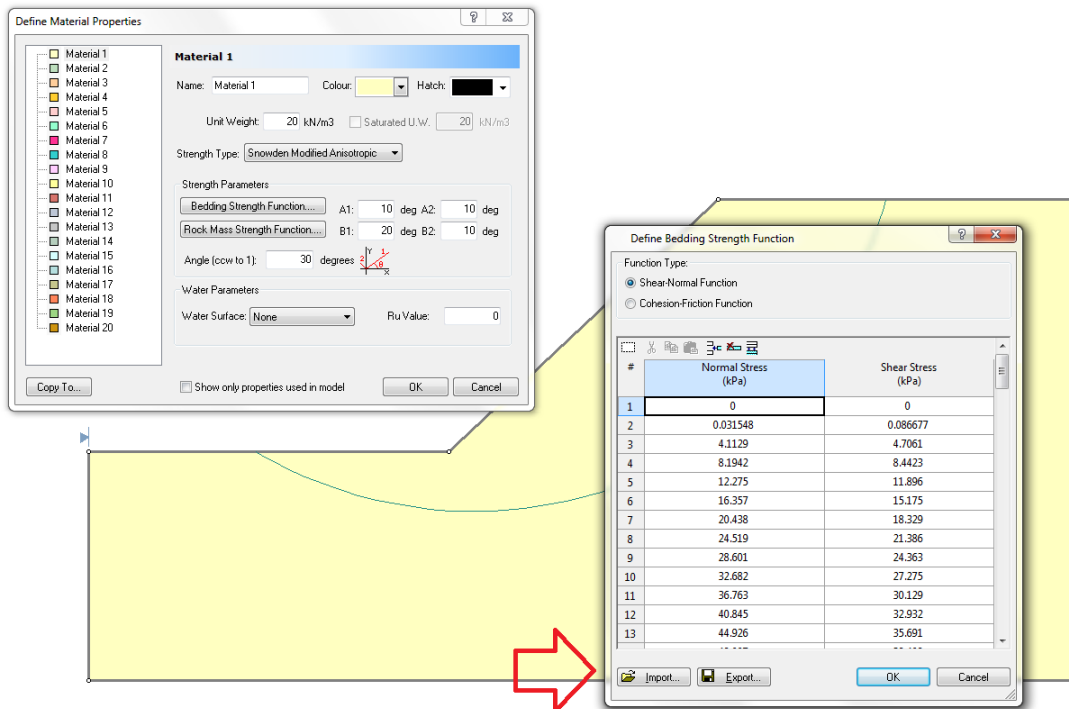 Define Material Properties
Material 1
Material 2
Material 3
Material 4
Material 5
Material 6
Material 7
Material 8
Material 9
Material 10
Material 11
Material 12
Material 13
Material 14
Material 15
Material 16
Material 17
Material 18
Material 19
Material 20
Material 1
Name: Material 1 Colour: Hatch:
Unit Weight: 20 kN/m3 Saturated U.W. 20 kN/m3
Strength Type: Snowden Modified Anisotropic
Strength Parameters
Bedding Strength Function.... A1: 10 deg A2: 10 deg
Rock Mass Strength Function.... B1: 20 deg B2: 10 deg
Angle (ccw to 1): 30 degrees 2 Y 1 θ X
Water Parameters
Water Surface: None Ru Value: 0
Copy To... Show only properties used in model OK Cancel
Define Bedding Strength Function
Function Type:
Shear-Normal Function
Cohesion-Friction Function
# Normal Stress (kPa) Shear Stress (kPa)
1 0 0
2 0.031548 0.086677
3 4.1129 4.7061
4 8.1942 8.4423
5 12.275 11.896
6 16.357 15.175
7 20.438 18.329
8 24.519 21.386
9 28.601 24.363
10 32.682 27.275
11 36.763 30.129
12 40.845 32.932
13 44.926 35.691
Import... Export... OK Cancel